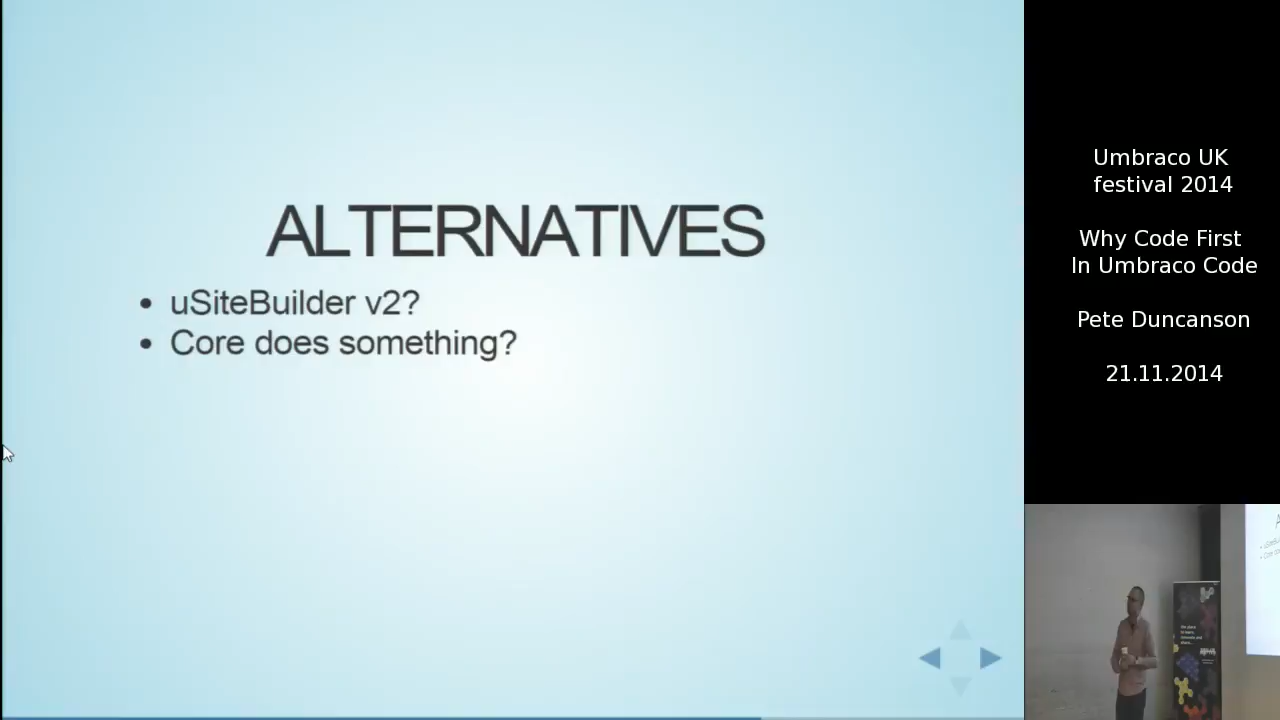 ALTERNATIVES
uSiteBuilder v2?
Core does something?
Umbraco UK
festival 2014
Why Code First
In Umbraco Code
Pete Duncanson
21.11.2014